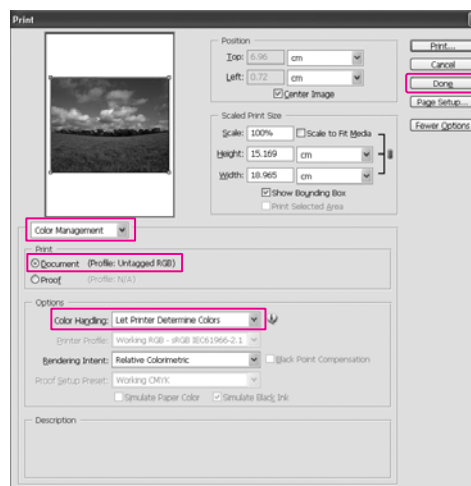 Print
Position
Top: 6.96 cm
Left: 0.72 cm
Center Image
Scaled Print Size
Scale: 100% Scale to Fit Media
Height: 15.169 cm
Width: 18.965 cm
Show Bounding Box
Print Selected Area
Print...
Cancel
Done
Page Setup...
Fewer Options
Color Management
Print
Document (Profile: Untagged RGB)
Proof (Profile: N/A)
Options
Color Handling: Let Printer Determine Colors
Printer Profile: Working RGB - sRGB IEC61966-2.1
Rendering Intent: Relative Colorimetric Black Point Compensation
Proof Setup Preset: Working CMYK
Simulate Paper Color Simulate Black Ink
Description